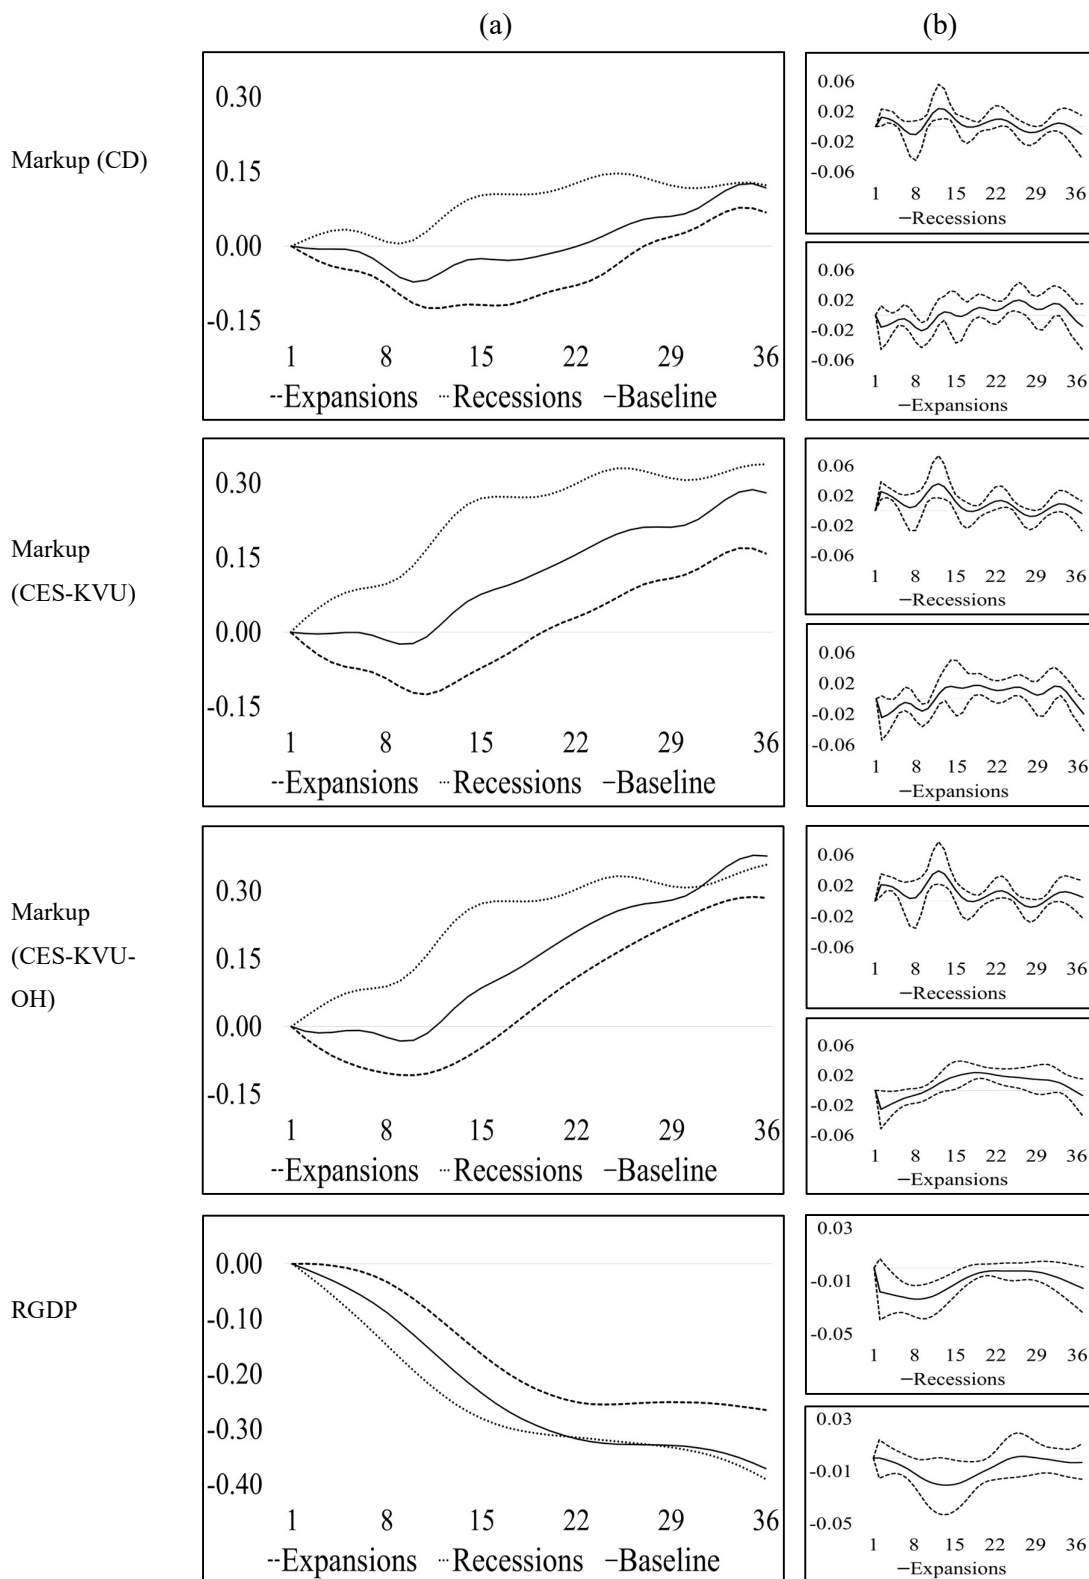 (a) (b)
Markup (CD)
0.30
0.15
0.00
-0.15
1 8 15 22 29 36
--Expansions ···Recessions –Baseline
0.06
0.02
-0.02
-0.06
1 8 15 22 29 36
–Recessions
0.06
0.02
-0.02
-0.06
1 8 15 22 29 36
–Expansions
Markup
(CES-KVU)
0.30
0.15
0.00
-0.15
1 8 15 22 29 36
--Expansions ···Recessions –Baseline
0.06
0.02
-0.02
-0.06
1 8 15 22 29 36
–Recessions
0.06
0.02
-0.02
-0.06
1 8 15 22 29 36
–Expansions
Markup
(CES-KVU-
OH)
0.30
0.15
0.00
-0.15
1 8 15 22 29 36
--Expansions ···Recessions –Baseline
0.06
0.02
-0.02
-0.06
1 8 15 22 29 36
–Recessions
0.06
0.02
-0.02
-0.06
1 8 15 22 29 36
–Expansions
RGDP
0.00
-0.10
-0.20
-0.30
-0.40
1 8 15 22 29 36
--Expansions ···Recessions –Baseline
0.03
-0.01
-0.05
1 8 15 22 29 36
–Recessions
0.03
-0.01
-0.05
1 8 15 22 29 36
–Expansions